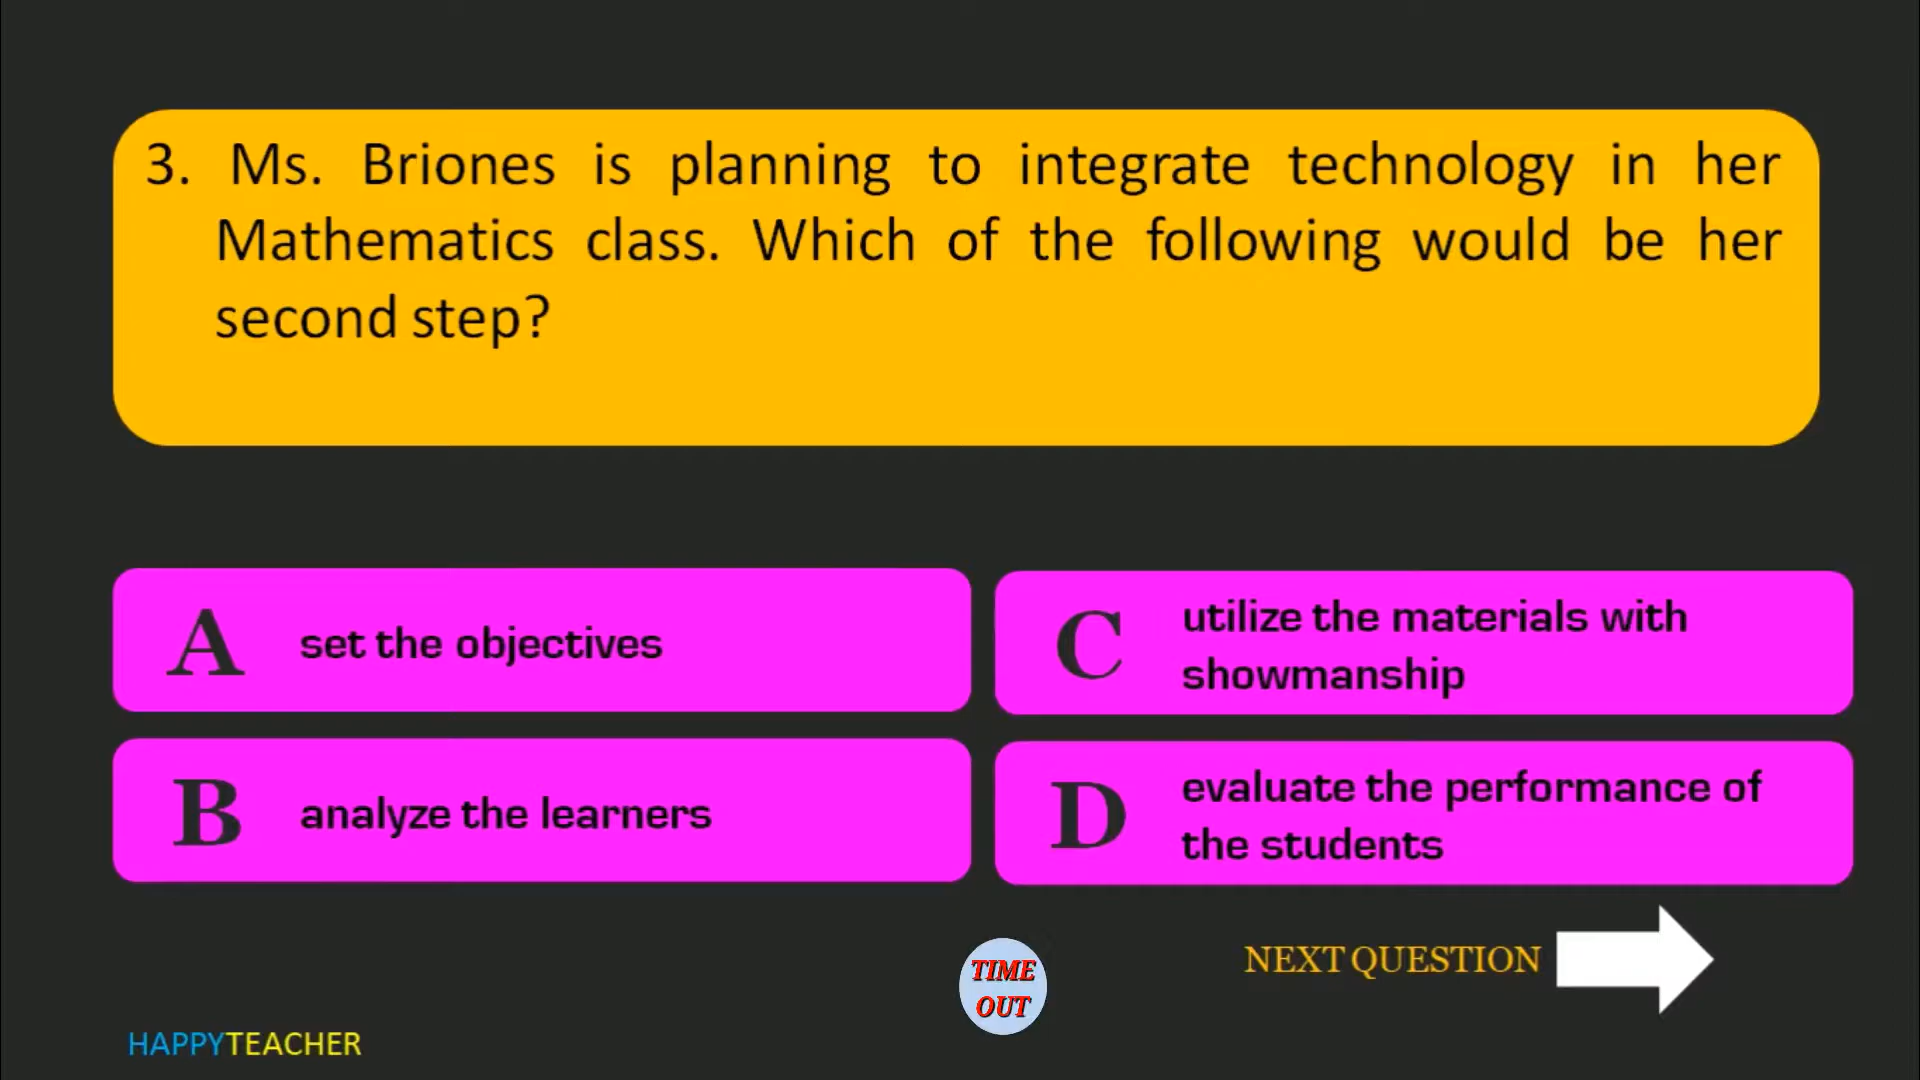 3. Ms. Briones is planning to integrate technology in her
Mathematics class. Which of the following would be her
second step?
A set the objectives
B analyze the learners
C utilize the materials with
showmanship
D evaluate the performance of
the students
NEXT QUESTION
TIME
OUT
HAPPYTEACHER